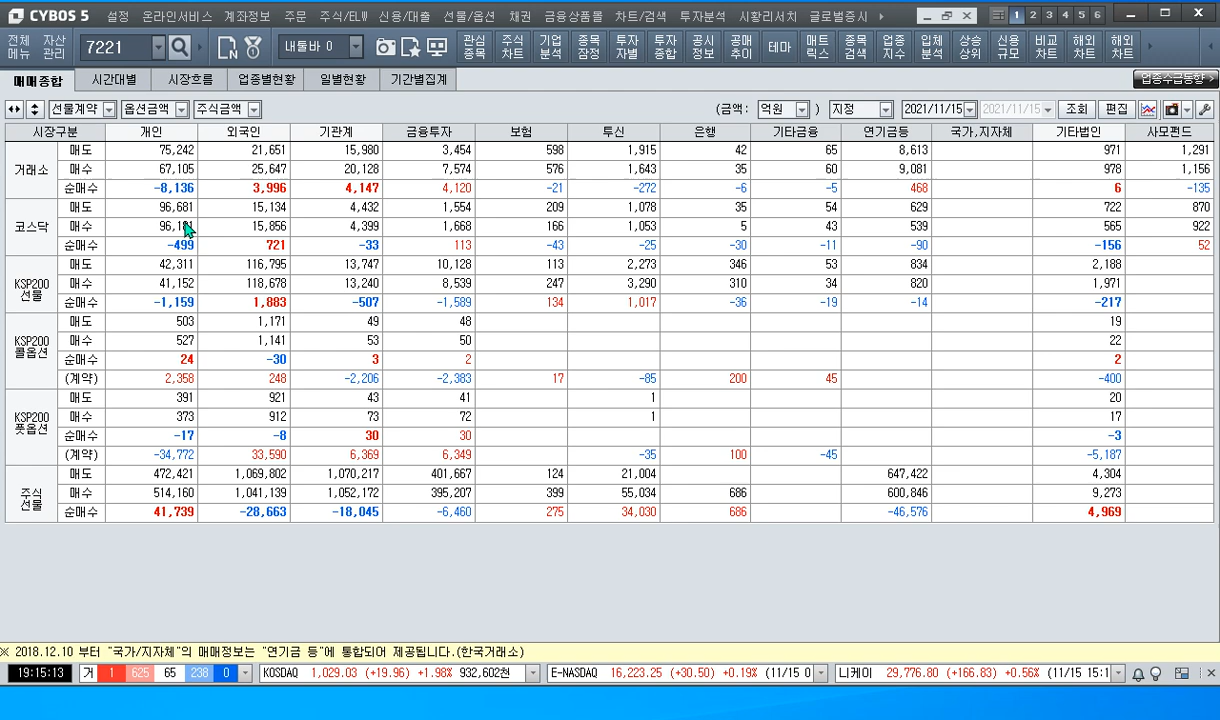 CYBOS 5 설정 온라인서비스 계좌정보 주문 주식/ELW 신용/대출 선물/옵션 채권 금융상품몰 차트/검색 투자분석 시황리서치 글로벌증시 1 2 3 4 5 6
전체메뉴 자산관리 7221 내툴바 0 관심종목 주식차트 기업분석 종목잠정 투자자별 투자종합 공시정보 공매추이 테마 매트릭스 종목검색 업종지수 입체분석 상승상위 신용규모 비교차트 해외차트 해외차트
매매종합 시간대별 시장흐름 업종별현황 일별현황 기간별집계 업종수급동향 >
선물계약 옵션금액 주식금액 (금액: 억원 ) 지정 2021/11/15 2021/11/15 조회 편집
시장구분 개인 외국인 기관계 금융투자 보험 투신 은행 기타금융 연기금등 국가,지자체 기타법인 사모펀드
거래소 매도 75,242 21,651 15,980 3,454 598 1,915 42 65 8,613 971 1,291
매수 67,105 25,647 20,128 7,574 576 1,643 35 60 9,081 978 1,156
순매수 -8,136 3,996 4,147 4,120 -21 -272 -6 -5 468 6 -135
코스닥 매도 96,681 15,134 4,432 1,554 209 1,078 35 54 629 722 870
매수 15,856 4,399 1,668 166 1,053 5 43 539 565 922
순매수 -499 721 -33 113 -43 -25 -30 -11 -90 -156 52
KSP200 선물 매도 42,311 116,795 13,747 10,128 113 2,273 346 53 834 2,188
매수 41,152 118,678 13,240 8,539 247 3,290 310 34 820 1,971
순매수 -1,159 1,883 -507 -1,589 134 1,017 -36 -19 -14 -217
KSP200 콜옵션 매도 503 1,171 49 48 19
매수 527 1,141 53 50 22
순매수 24 -30 3 2 2
(계약) 2,358 248 -2,206 -2,383 17 -85 200 45 -400
KSP200 풋옵션 매도 391 921 43 41 1 20
매수 373 912 73 72 1 17
순매수 -17 -8 30 30 -3
(계약) -34,772 33,590 6,369 6,349 -35 100 -45 -5,187
주식 선물 매도 472,421 1,069,802 1,070,217 401,667 124 21,004 647,422 4,304
매수 514,160 1,041,139 1,052,172 395,207 399 55,034 686 600,846 9,273
순매수 41,739 -28,663 -18,045 -6,460 275 34,030 686 -46,576 4,969
※ 2018.12.10 부터 "국가/지자체"의 매매정보는 "연기금 등"에 통합되어 제공됩니다.(한국거래소)
19:15:13 거 1 625 65 238 0 KOSDAQ 1,029.03 (+19.96) +1.98% 932,602천 E-NASDAQ 16,223.25 (+30.50) +0.19% (11/15 0 니케이 29,776.80 (+166.83) +0.56% (11/15 15:1